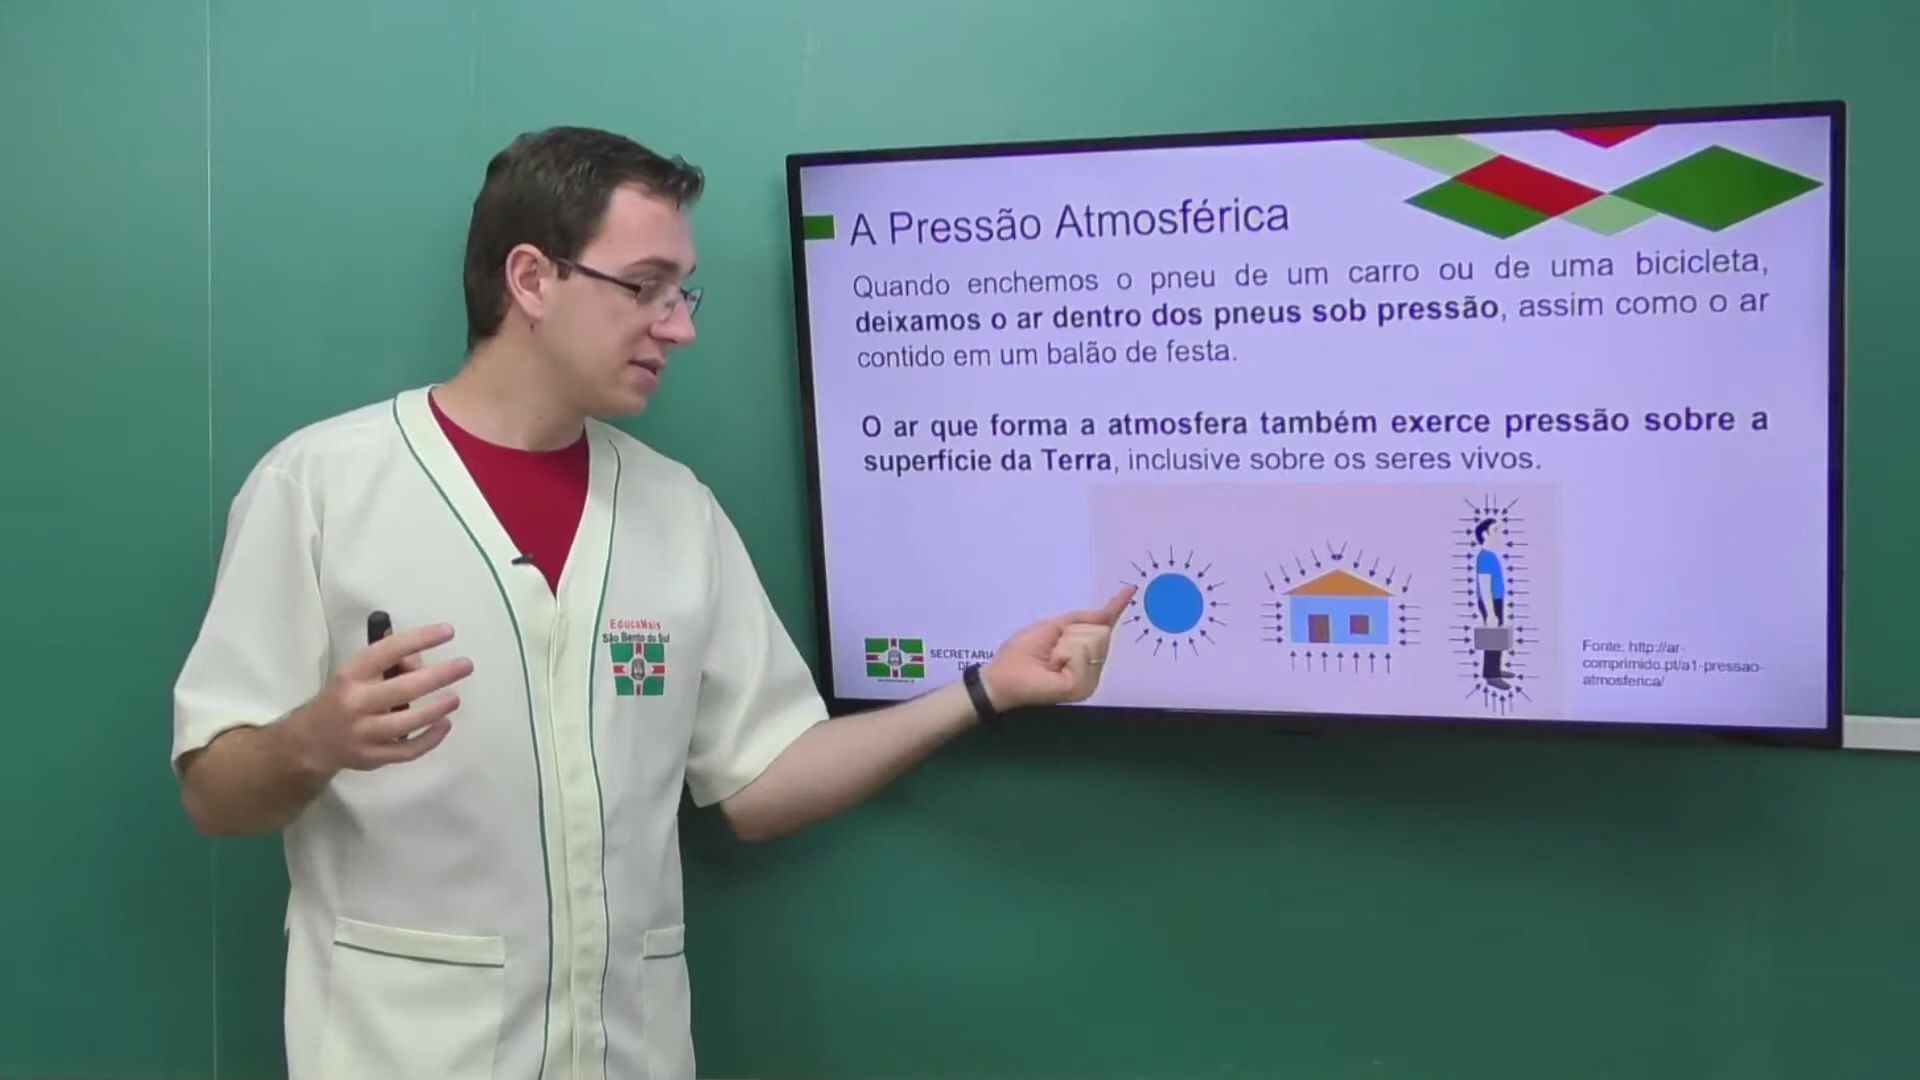 A Pressão Atmosférica
Quando enchemos o pneu de um carro ou de uma bicicleta,
deixamos o ar dentro dos pneus sob pressão, assim como o ar
contido em um balão de festa.
O ar que forma a atmosfera também exerce pressão sobre a
superfície da Terra, inclusive sobre os seres vivos.
Fonte: http://ar-
comprimido.pt/a1-pressao-
atmosferica/
SECRETARIA
DE
EducaMais
São Bento do Sul